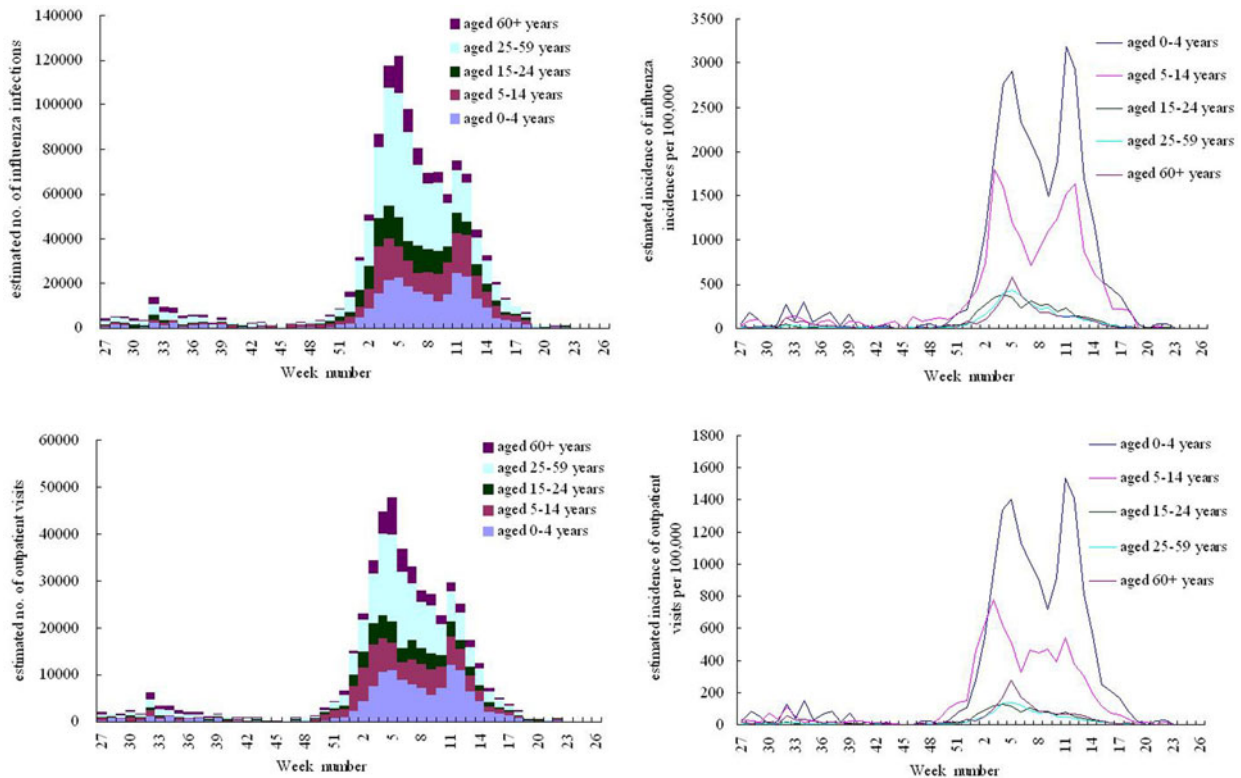 140000
120000
100000
80000
60000
40000
20000
0
estimated no. of influenza infections
aged 60+ years
aged 25-59 years
aged 15-24 years
aged 5-14 years
aged 0-4 years
27 30 33 36 39 42 45 48 51 2 5 8 11 14 17 20 23 26
Week number
3500
3000
2500
2000
1500
1000
500
0
estimated incidence of influenza
incidences per 100,000
aged 0-4 years
aged 5-14 years
aged 15-24 years
aged 25-59 years
aged 60+ years
27 30 33 36 39 42 45 48 51 2 5 8 11 14 17 20 23 26
Week number
60000
50000
40000
30000
20000
10000
0
estimated no. of outpatient visits
aged 60+ years
aged 25-59 years
aged 15-24 years
aged 5-14 years
aged 0-4 years
27 30 33 36 39 42 45 48 51 2 5 8 11 14 17 20 23 26
Week number
1800
1600
1400
1200
1000
800
600
400
200
0
estimated incidence of outpatient
visits per 100,000
aged 0-4 years
aged 5-14 years
aged 15-24 years
aged 25-59 years
aged 60+ years
27 30 33 36 39 42 45 48 51 2 5 8 11 14 17 20 23 26
Week number